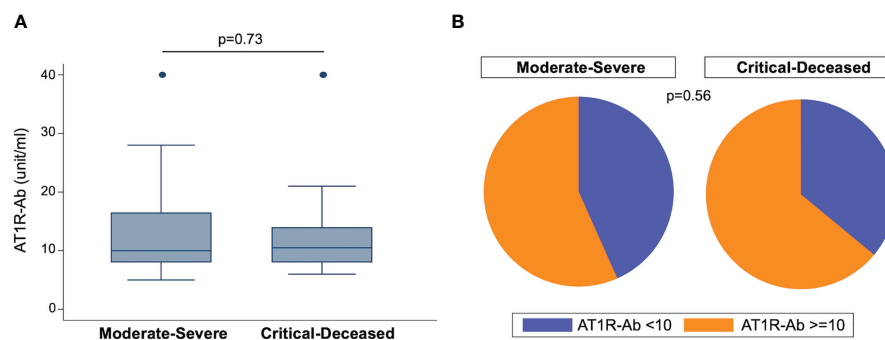 A
p=0.73
AT1R-Ab (unit/ml)
40
30
20
10
0
Moderate-Severe
Critical-Deceased
B
Moderate-Severe
Critical-Deceased
p=0.56
AT1R-Ab <10
AT1R-Ab >=10